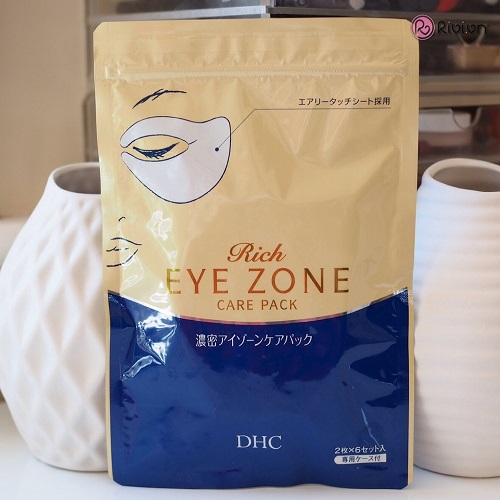 Rivivn
エアリータッチシート採用
Rich
EYE ZONE
CARE PACK
濃密アイゾーンケアパック
DHC
2枚×6セット入
専用ケース付